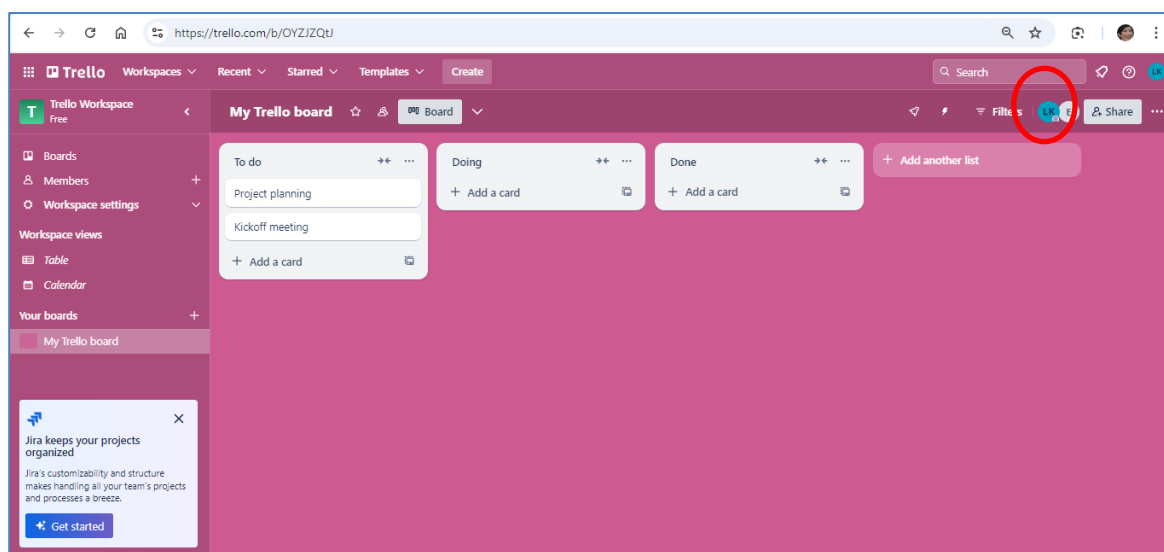 https://trello.com/b/OYZJZQtJ
Trello Workspaces Recent Starred Templates Create Search LK
T Trello Workspace
Free
My Trello board Board Filters LK E Share
Boards
Members
Workspace settings
Workspace views
Table
Calendar
Your boards
My Trello board
To do
Project planning
Kickoff meeting
+ Add a card
Doing
+ Add a card
Done
+ Add a card
+ Add another list
Jira keeps your projects
organized
Jira's customizability and structure
makes handling all your team's projects
and processes a breeze.
Get started